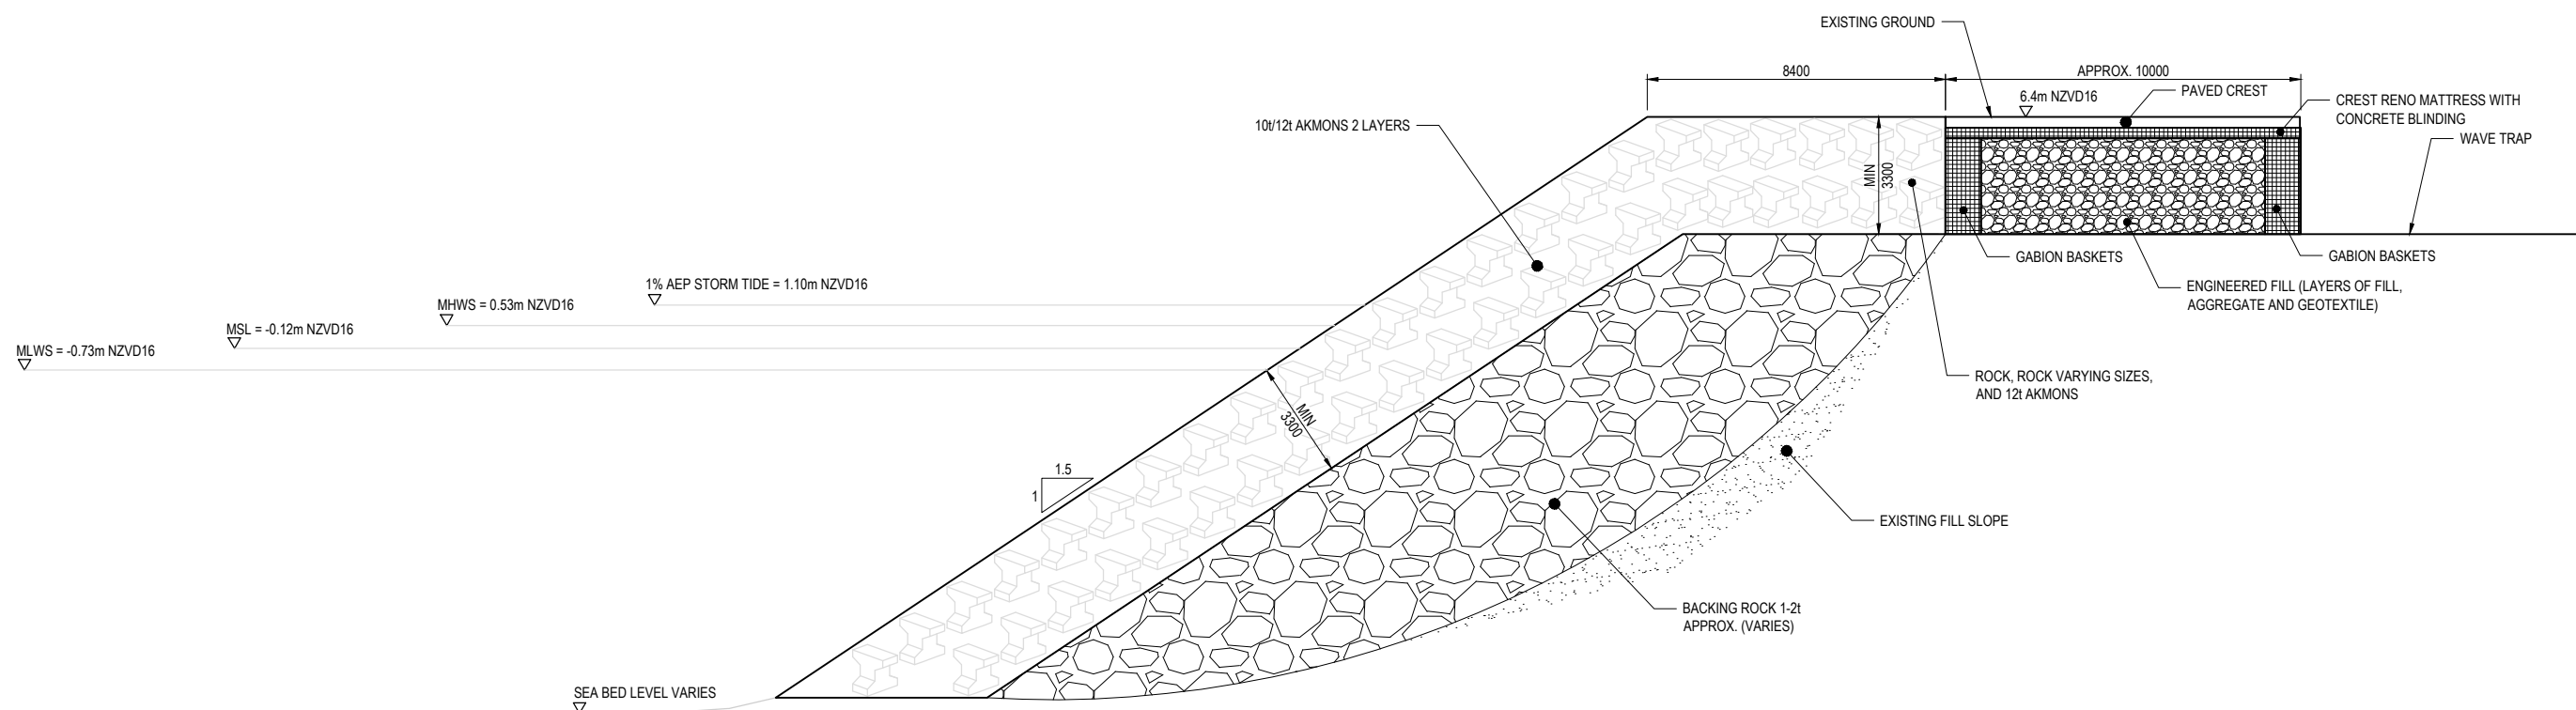 EXISTING GROUND
8400
APPROX. 10000
6.4m NZVD16
PAVED CREST
CREST RENO MATTRESS WITH
CONCRETE BLINDING
WAVE TRAP
10t/12t AKMONS 2 LAYERS
MIN
3300
GABION BASKETS
GABION BASKETS
ENGINEERED FILL (LAYERS OF FILL,
AGGREGATE AND GEOTEXTILE)
1% AEP STORM TIDE = 1.10m NZVD16
MHWS = 0.53m NZVD16
MSL = -0.12m NZVD16
MLWS = -0.73m NZVD16
ROCK, ROCK VARYING SIZES,
AND 12t AKMONS
MIN
3300
1.5
1
EXISTING FILL SLOPE
BACKING ROCK 1-2t
APPROX. (VARIES)
SEA BED LEVEL VARIES